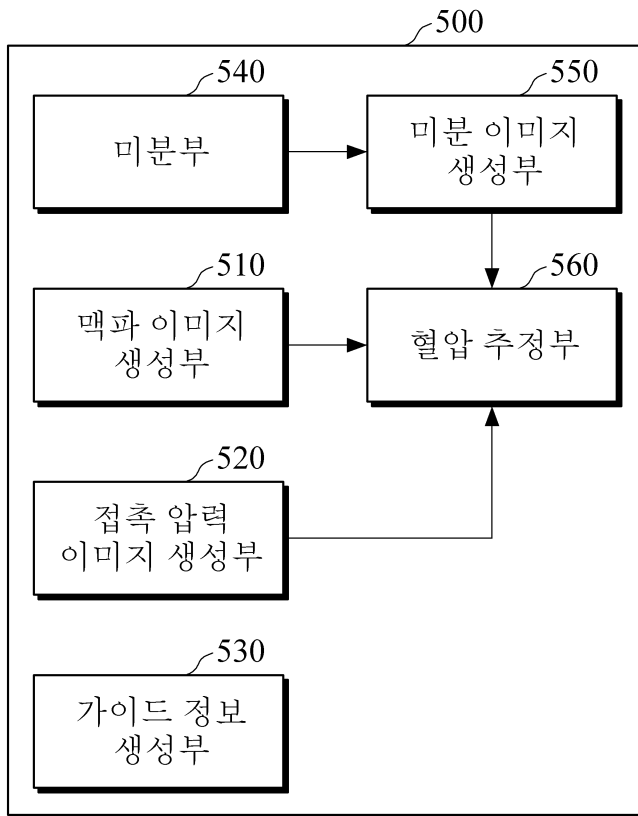 500
540
미분부
550
미분 이미지
생성부
510
맥파 이미지
생성부
560
혈압 추정부
520
접촉 압력
이미지 생성부
530
가이드 정보
생성부